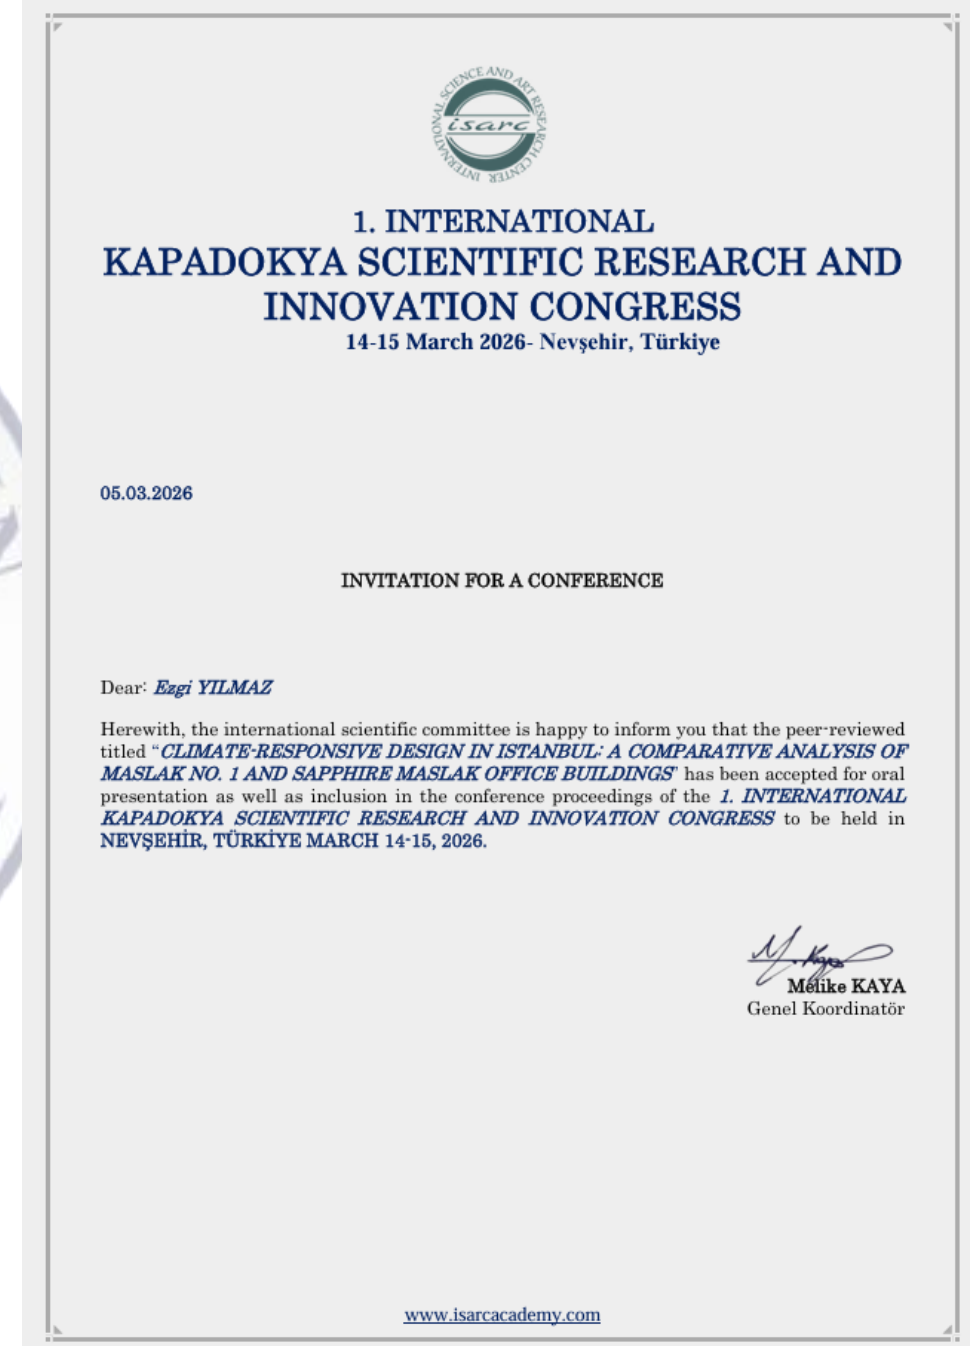 INTERNATIONAL SCIENCE AND ART RESEARCH CENTER
isarc
1. INTERNATIONAL
KAPADOKYA SCIENTIFIC RESEARCH AND
INNOVATION CONGRESS
14-15 March 2026- Nevşehir, Türkiye
05.03.2026
INVITATION FOR A CONFERENCE
Dear: Ezgi YILMAZ
Herewith, the international scientific committee is happy to inform you that the peer-reviewed
titled “CLIMATE-RESPONSIVE DESIGN IN ISTANBUL: A COMPARATIVE ANALYSIS OF
MASLAK NO. 1 AND SAPPHIRE MASLAK OFFICE BUILDINGS” has been accepted for oral
presentation as well as inclusion in the conference proceedings of the 1. INTERNATIONAL
KAPADOKYA SCIENTIFIC RESEARCH AND INNOVATION CONGRESS to be held in
NEVŞEHİR, TÜRKİYE MARCH 14-15, 2026.
M. Kaya
Melike KAYA
Genel Koordinatör
www.isarcacademy.com